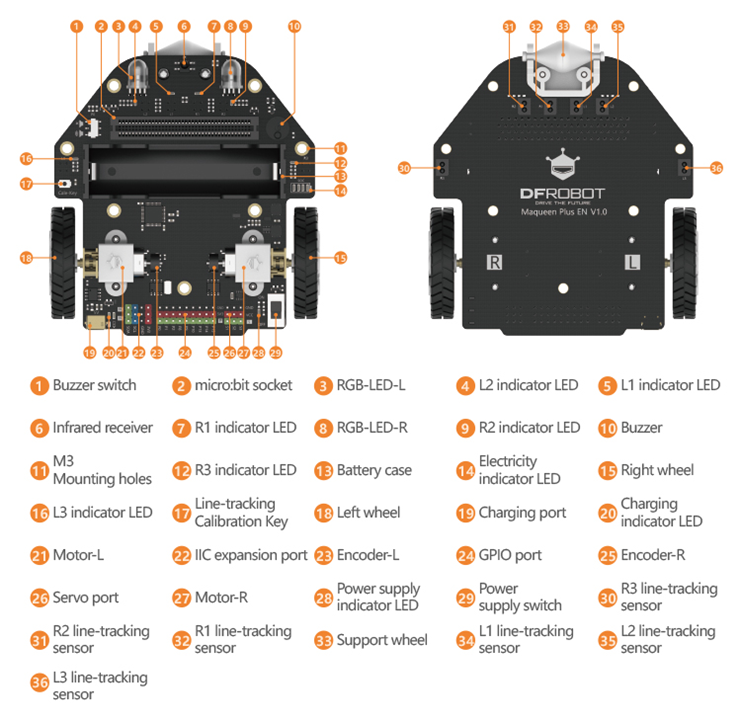 1 2 3 4 5 6 7 8 9 10
31 32 33 34 35
16 11 12 13 14
17 Cale Key
30 36
DFROBOT
DRIVE THE FUTURE
Maqueen Plus EN V1.0
18 15
R L
19 20 21 22 23 24 25 26 27 28 29
1 Buzzer switch 2 micro:bit socket 3 RGB-LED-L 4 L2 indicator LED 5 L1 indicator LED
6 Infrared receiver 7 R1 indicator LED 8 RGB-LED-R 9 R2 indicator LED 10 Buzzer
11 M3
Mounting holes 12 R3 indicator LED 13 Battery case 14 Electricity
indicator LED 15 Right wheel
16 L3 indicator LED 17 Line-tracking
Calibration Key 18 Left wheel 19 Charging port 20 Charging
indicator LED
21 Motor-L 22 IIC expansion port 23 Encoder-L 24 GPIO port 25 Encoder-R
26 Servo port 27 Motor-R 28 Power supply
indicator LED 29 Power
supply switch 30 R3 line-tracking
sensor
31 R2 line-tracking
sensor 32 R1 line-tracking
sensor 33 Support wheel 34 L1 line-tracking
sensor 35 L2 line-tracking
sensor
36 L3 line-tracking
sensor